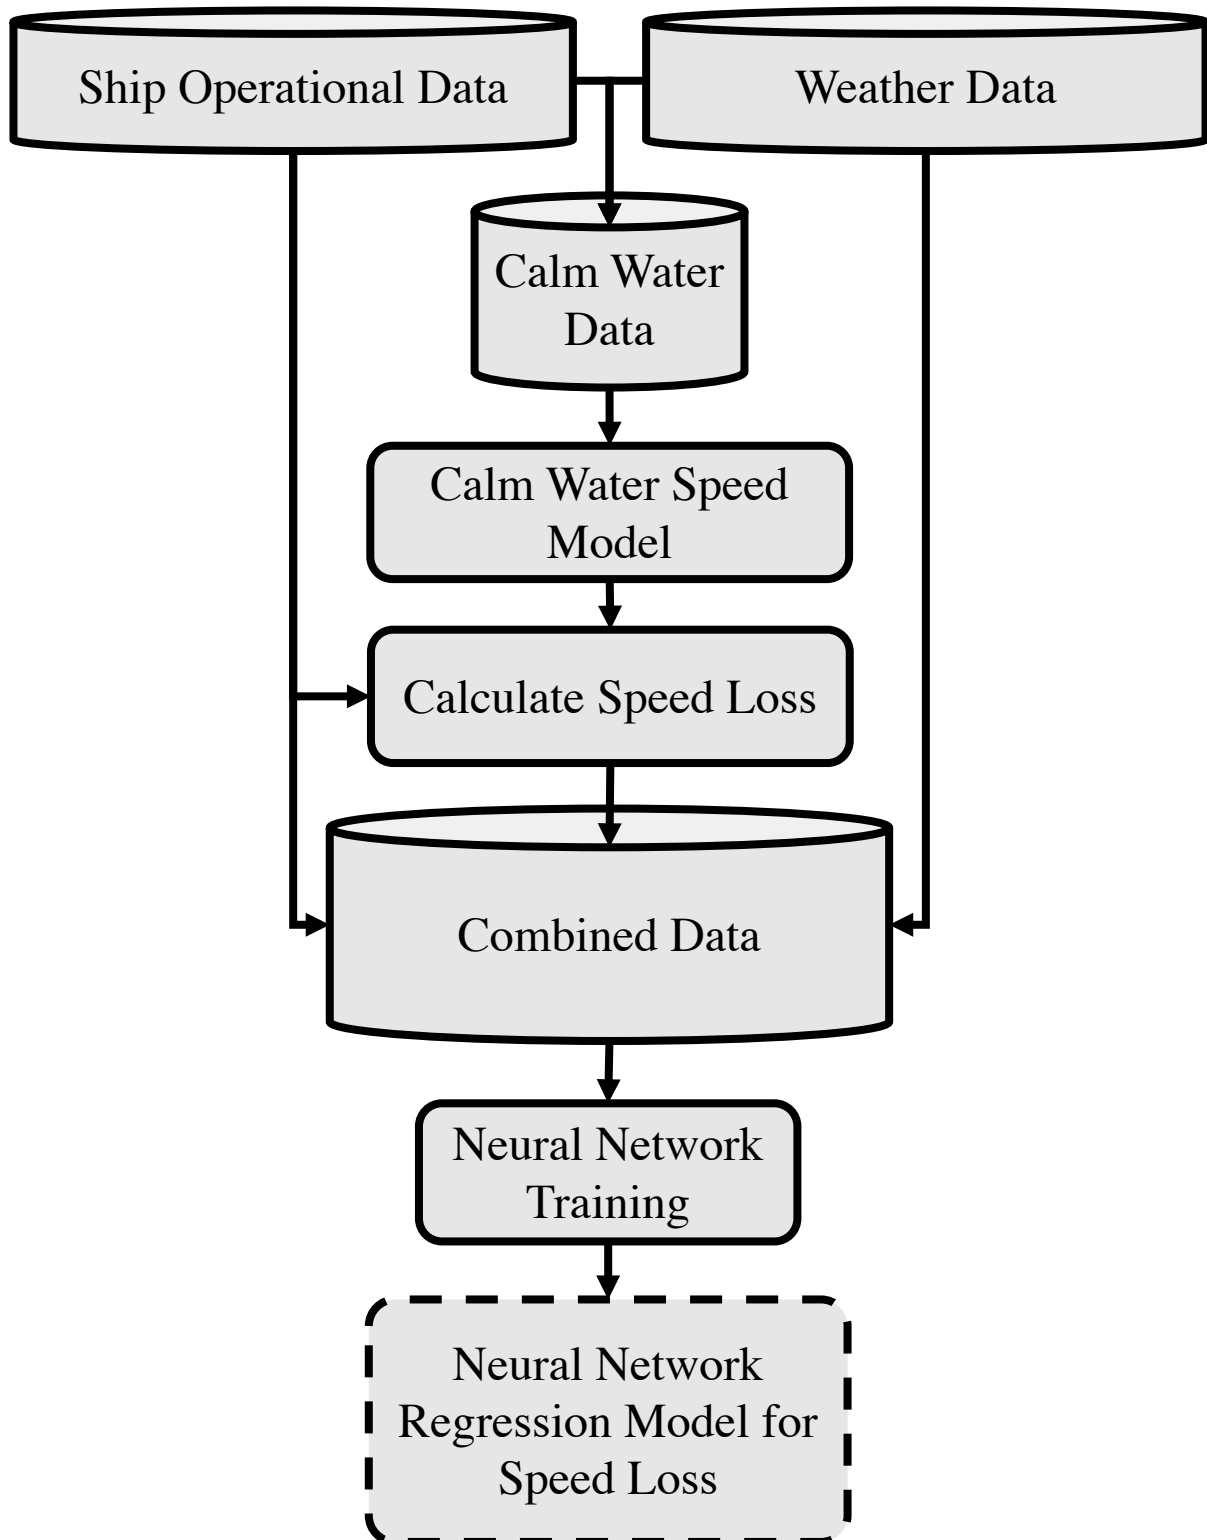 Ship Operational Data
Weather Data
Calm Water
Data
Calm Water Speed
Model
Calculate Speed Loss
Combined Data
Neural Network
Training
Neural Network
Regression Model for
Speed Loss